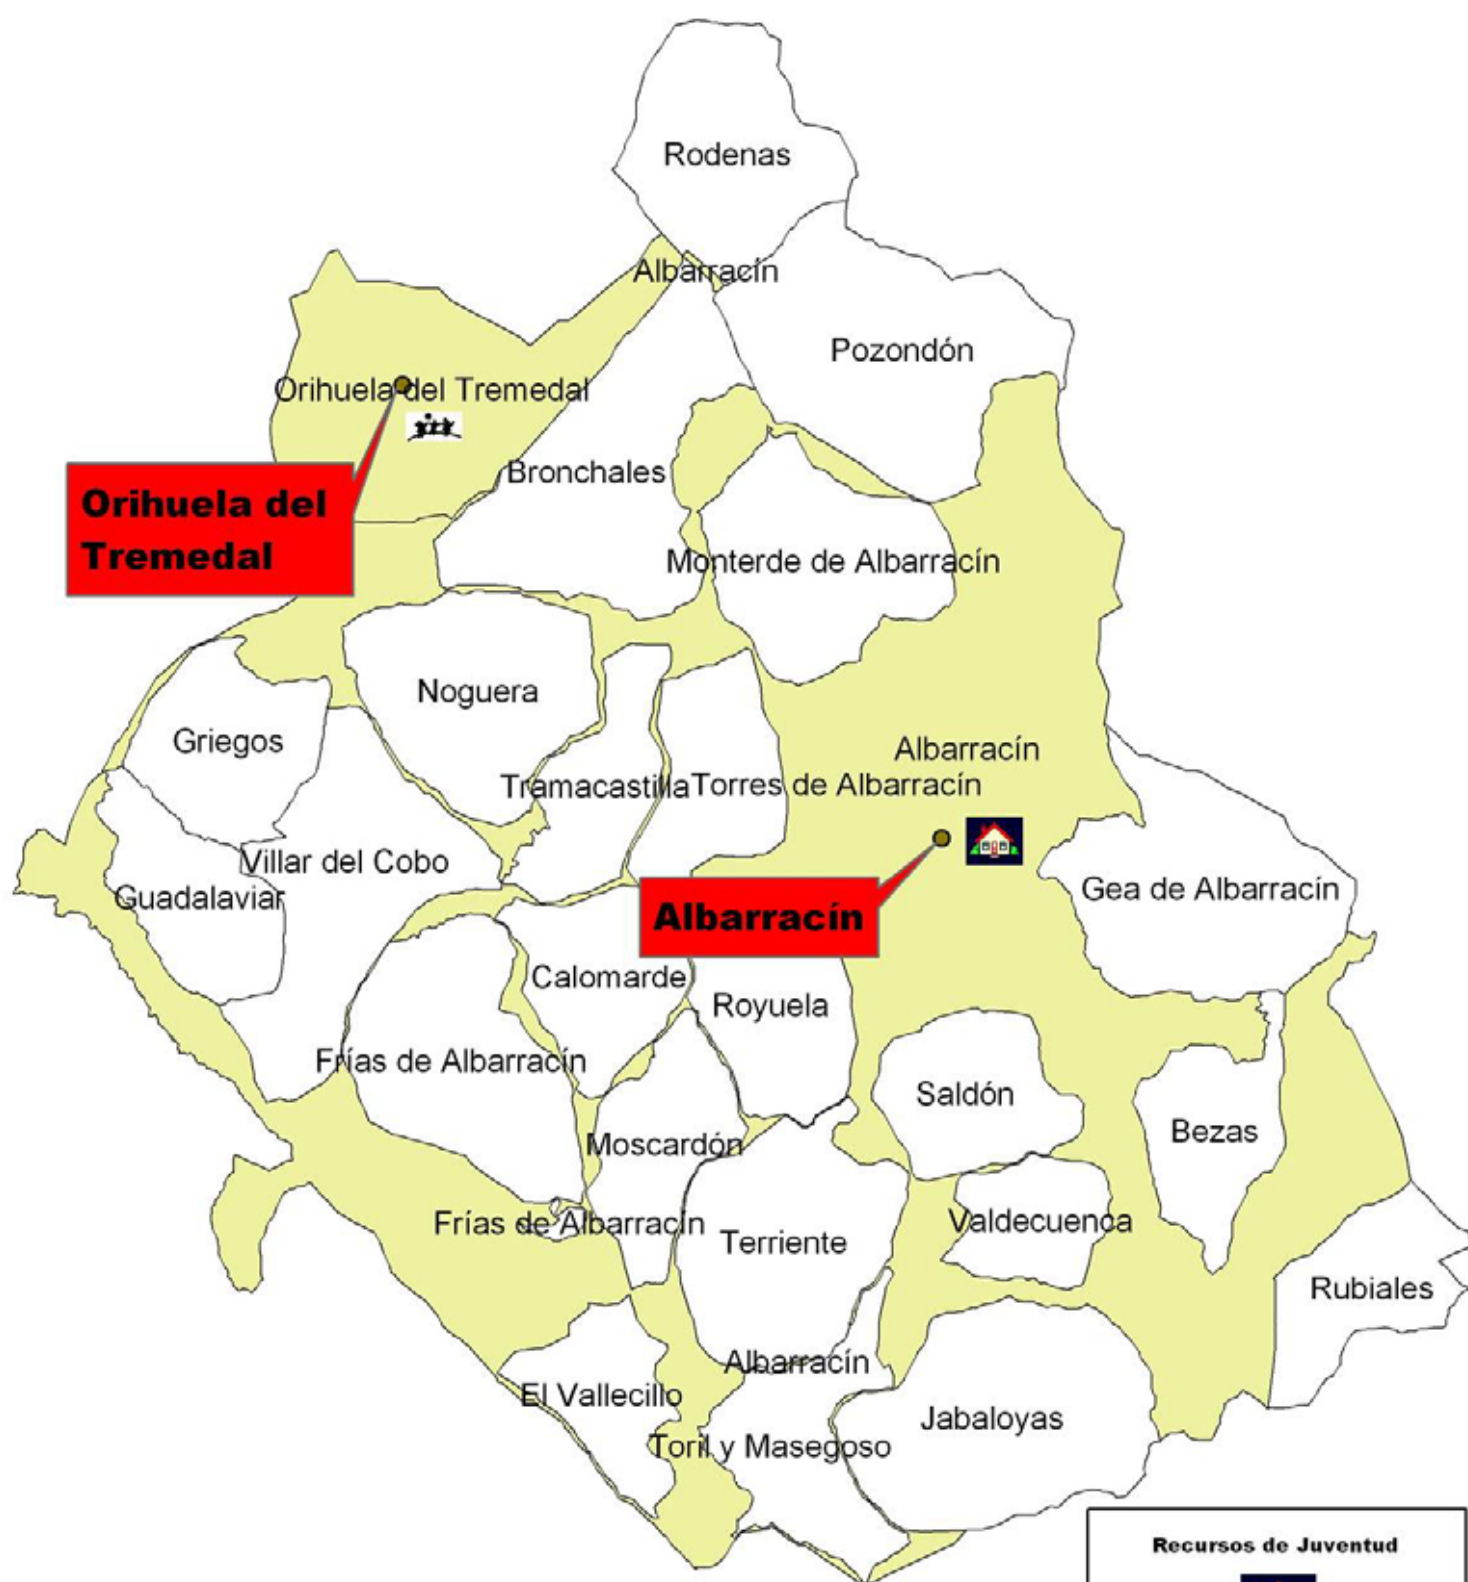 Rodenas
Albarracín
Pozondón
Orihuela del Tremedal
Bronchales
Orihuela del
Tremedal
Monterde de Albarracín
Noguera
Griegos
Albarracín
Tramacastilla
Torres de Albarracín
Villar del Cobo
Guadalaviar
Gea de Albarracín
Albarracín
Calomarde
Royuela
Frías de Albarracín
Saldón
Bezas
Moscardón
Frías de Albarracín
Valdecuenca
Terriente
Rubiales
Albarracín
El Vallecillo
Jabaloyas
Toril y Masegoso
Recursos de Juventud